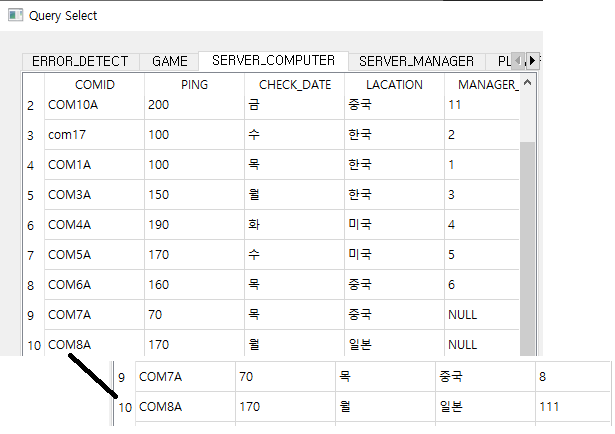 Query Select
ERROR_DETECT GAME SERVER_COMPUTER SERVER_MANAGER
COMID PING CHECK_DATE LACATION MANAGER_
2 COM10A 200 금 중국 11
3 com17 100 수 한국 2
4 COM1A 100 목 한국 1
5 COM3A 150 월 한국 3
6 COM4A 190 화 미국 4
7 COM5A 170 수 미국 5
8 COM6A 160 목 중국 6
9 COM7A 70 목 중국 NULL
10 COM8A 170 월 일본 NULL
9 COM7A 70 목 중국 8
10 COM8A 170 월 일본 111